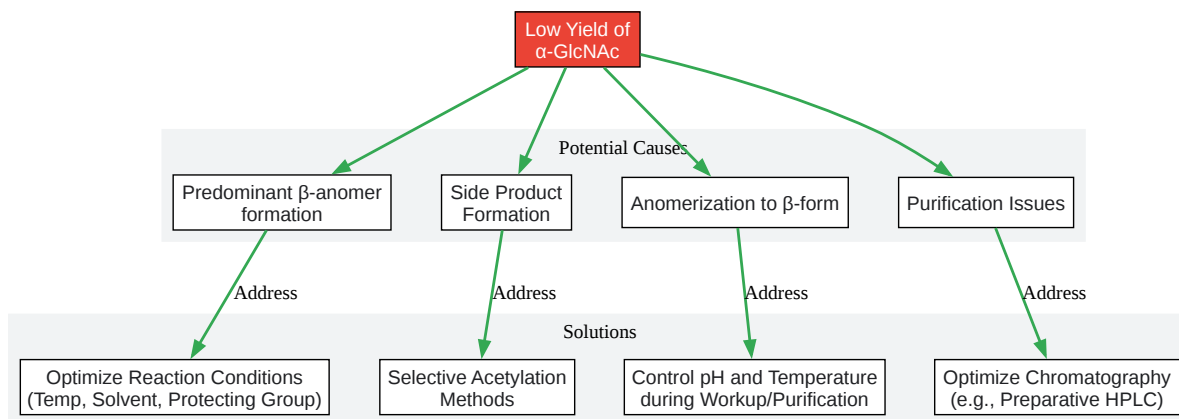 Low Yield of
α-GlcNAc
Potential Causes
Predominant β-anomer
formation
Side Product
Formation
Anomerization to β-form
Purification Issues
Address
Address
Address
Address
Solutions
Optimize Reaction Conditions
(Temp, Solvent, Protecting Group)
Selective Acetylation
Methods
Control pH and Temperature
during Workup/Purification
Optimize Chromatography
(e.g., Preparative HPLC)